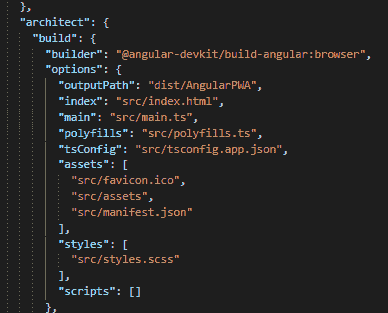 },
"architect": {
"build": {
"builder": "@angular-devkit/build-angular:browser",
"options": {
"outputPath": "dist/AngularPWA",
"index": "src/index.html",
"main": "src/main.ts",
"polyfills": "src/polyfills.ts",
"tsConfig": "src/tsconfig.app.json",
"assets": [
"src/favicon.ico",
"src/assets",
"src/manifest.json"
],
"styles": [
"src/styles.scss"
],
"scripts": []
},